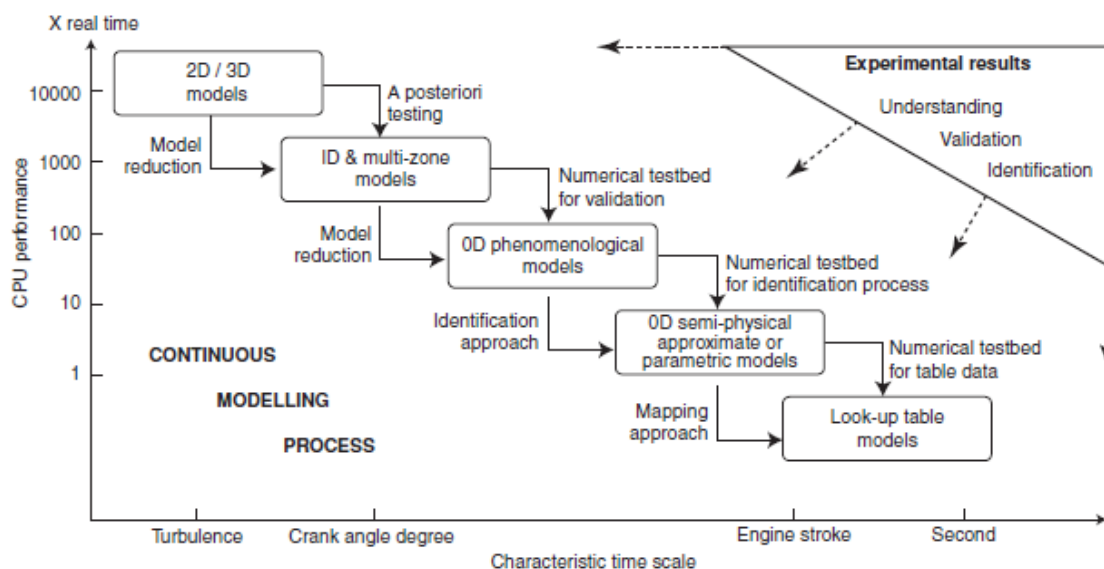 X real time
2D / 3D
models
10000
A posteriori
testing
Experimental results
Understanding
Validation
Identification
Model
reduction
1000
ID & multi-zone
models
Numerical testbed
for validation
CPU performance
100
Model
reduction
0D phenomenological
models
Numerical testbed
for identification process
10
Identification
approach
0D semi-physical
approximate or
parametric models
Numerical testbed
for table data
1
CONTINUOUS
MODELLING
PROCESS
Mapping
approach
Look-up table
models
Turbulence
Crank angle degree
Engine stroke
Second
Characteristic time scale